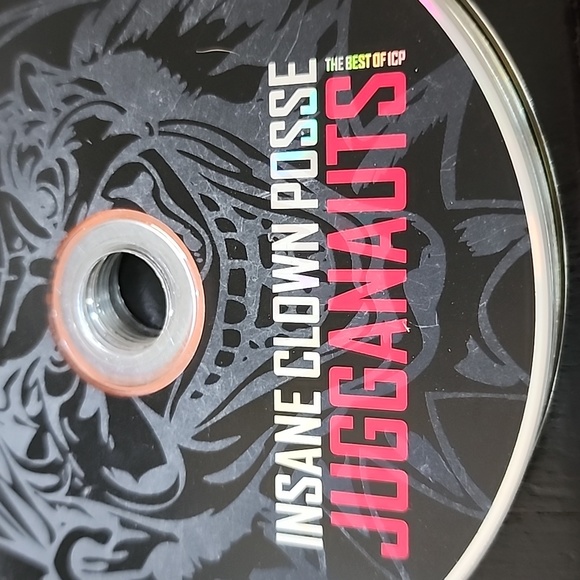 INSANE CLOWN POSSE
JUGGANAUTS
THE BEST OF ICP